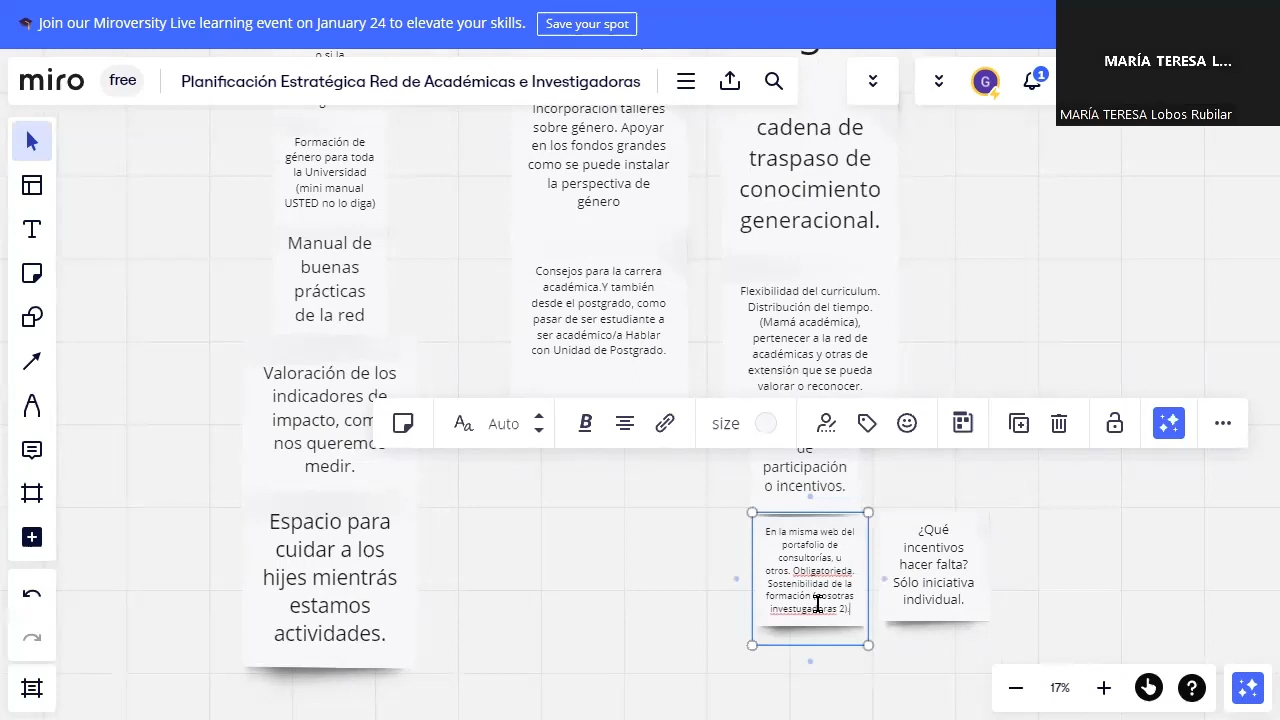 Join our Miroversity Live learning event on January 24 to elevate your skills.
Save your spot
MARÍA TERESA L...
MARÍA TERESA Lobos Rubilar
o si la
miro
free
Planificación Estratégica Red de Académicas e Investigadoras
G
1
Formación de
género para toda
la Universidad
(mini manual
USTED no lo diga)
Manual de
buenas
prácticas
de la red
Valoración de los
indicadores de
impacto, com
nos queremo
medir.
Espacio para
cuidar a los
hijes mientrás
estamos
actividades.
Incorporación talleres
sobre género. Apoyar
en los fondos grandes
como se puede instalar
la perspectiva de
género
Consejos para la carrera
académica.Y también
desde el postgrado, como
pasar de ser estudiante a
ser académico/a Hablar
con Unidad de Postgrado.
cadena de
traspaso de
conocimiento
generacional.
Flexibilidad del curriculum.
Distribución del tiempo.
(Mamá académica),
pertenecer a la red de
académicas y otras de
extensión que se pueda
valorar o reconocer.
Auto
B
size
de
participación
o incentivos.
En la misma web del
portafolio de
consultorías, u
otros. Obligatorieda.
Sostenibilidad de la
formación
2).
¿Qué
incentivos
hacer falta?
Sólo iniciativa
individual.
17%